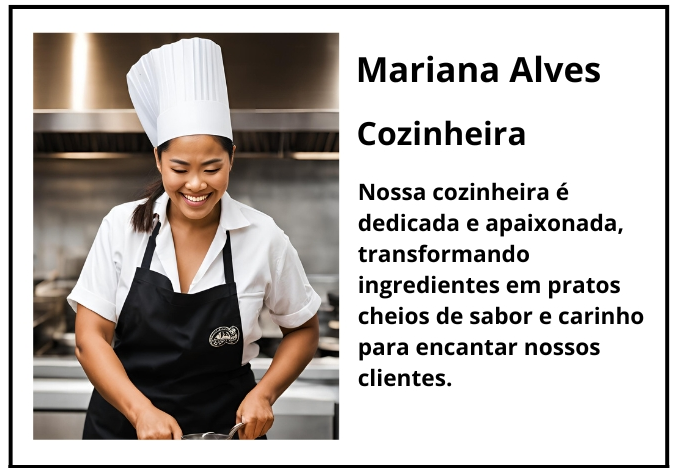 Mariana Alves
Cozinheira
Nossa cozinheira é
dedicada e apaixonada,
transformando
ingredientes em pratos
cheios de sabor e carinho
para encantar nossos
clientes.